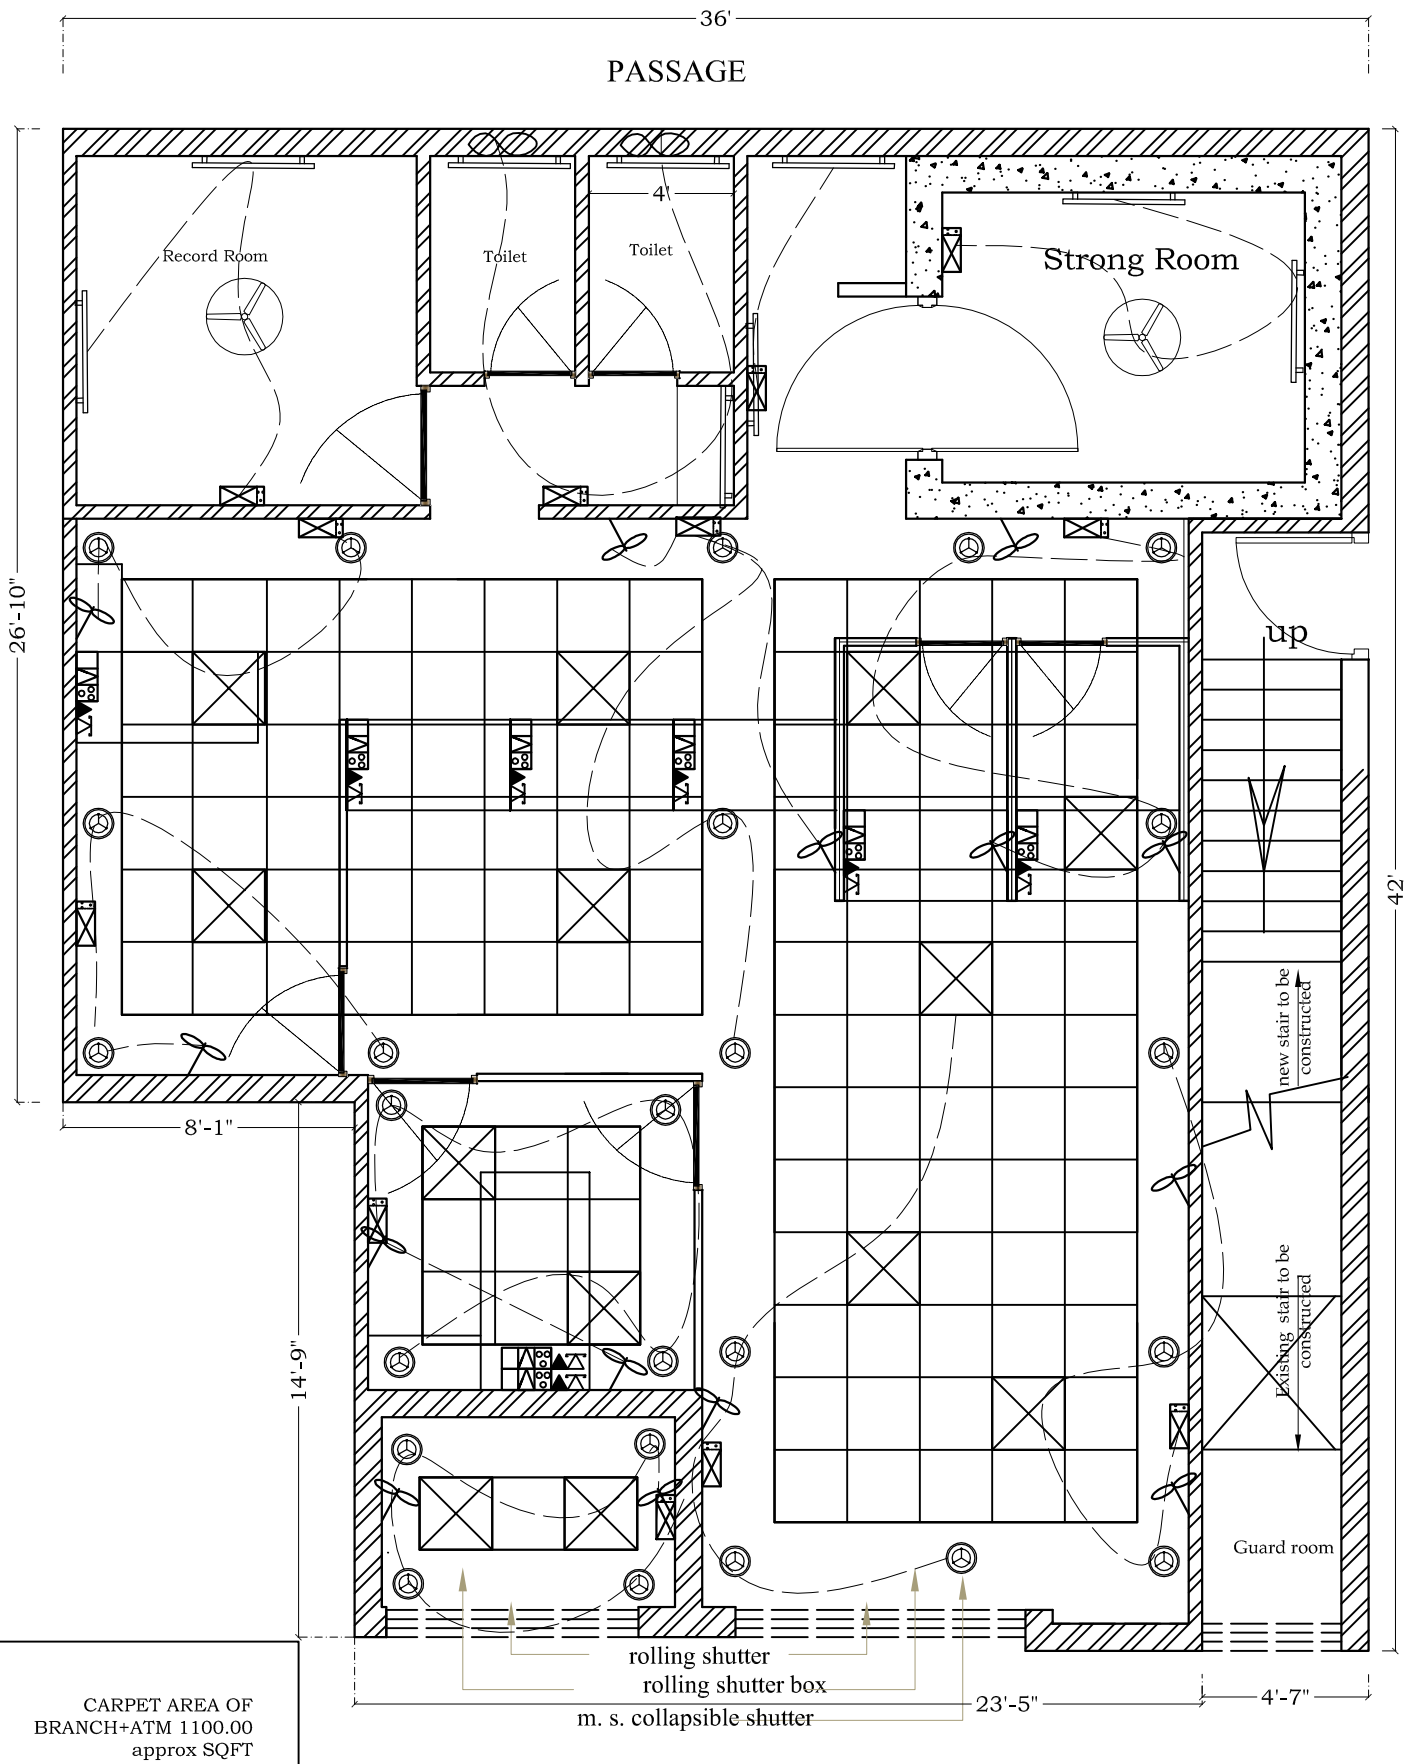 36'
PASSAGE
4'
Record Room
Toilet
Toilet
Strong Room
26'-10"
up
42'
new stair to be
constructed
8'-1"
14'-9"
Existing stair to be
constructed
Guard room
rolling shutter
rolling shutter box
m. s. collapsible shutter
23'-5"
4'-7"
CARPET AREA OF
BRANCH+ATM 1100.00
approx SQFT